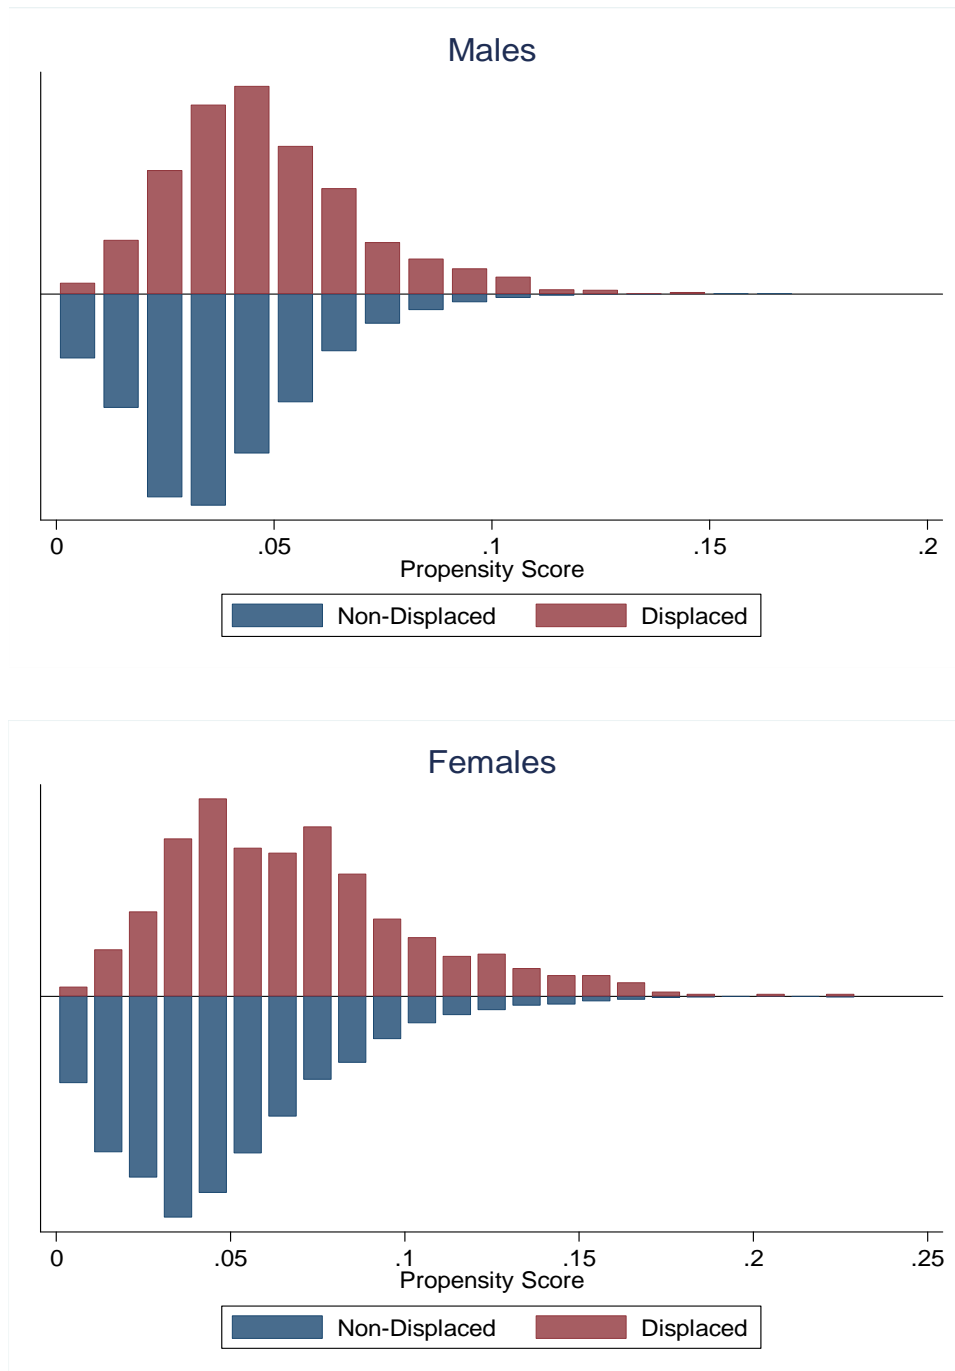 Males
0 .05 .1 .15 .2
Propensity Score
Non-Displaced Displaced
Females
0 .05 .1 .15 .2 .25
Propensity Score
Non-Displaced Displaced